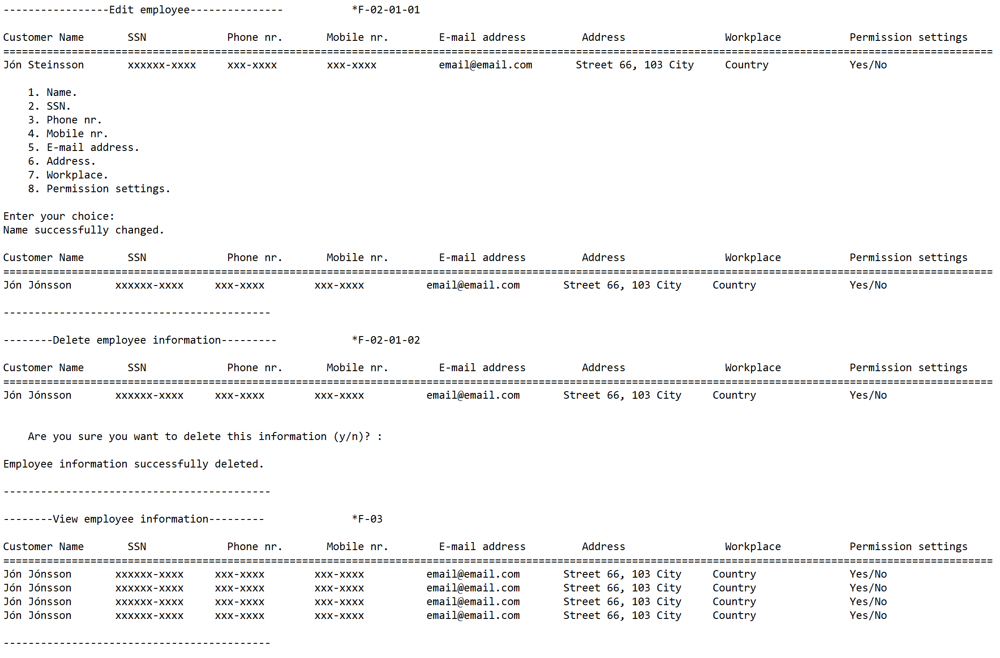 -----------------Edit employee---------------           *F-02-01-01
Customer Name       SSN             Phone nr.       Mobile nr.        E-mail address         Address                Workplace           Permission settings
===============================================================================================================================================================
Jón Steinsson       xxxxxx-xxxx     xxx-xxxx        xxx-xxxx          email@email.com       Street 66, 103 City     Country             Yes/No
    1. Name.
    2. SSN.
    3. Phone nr.
    4. Mobile nr.
    5. E-mail address.
    6. Address.
    7. Workplace.
    8. Permission settings.
Enter your choice:
Name successfully changed.
Customer Name       SSN             Phone nr.       Mobile nr.        E-mail address         Address                Workplace           Permission settings
===============================================================================================================================================================
Jón Jónsson       xxxxxx-xxxx     xxx-xxxx        xxx-xxxx          email@email.com       Street 66, 103 City     Country               Yes/No
-------------------------------------------
--------Delete employee information---------            *F-02-01-02
Customer Name       SSN             Phone nr.       Mobile nr.        E-mail address         Address                Workplace           Permission settings
===============================================================================================================================================================
Jón Jónsson       xxxxxx-xxxx     xxx-xxxx        xxx-xxxx          email@email.com       Street 66, 103 City     Country               Yes/No
    Are you sure you want to delete this information (y/n)? :
Employee information successfully deleted.
-------------------------------------------
--------View employee information---------              *F-03
Customer Name       SSN             Phone nr.       Mobile nr.        E-mail address         Address                Workplace           Permission settings
===============================================================================================================================================================
Jón Jónsson       xxxxxx-xxxx     xxx-xxxx        xxx-xxxx          email@email.com       Street 66, 103 City     Country               Yes/No
Jón Jónsson       xxxxxx-xxxx     xxx-xxxx        xxx-xxxx          email@email.com       Street 66, 103 City     Country               Yes/No
Jón Jónsson       xxxxxx-xxxx     xxx-xxxx        xxx-xxxx          email@email.com       Street 66, 103 City     Country               Yes/No
Jón Jónsson       xxxxxx-xxxx     xxx-xxxx        xxx-xxxx          email@email.com       Street 66, 103 City     Country               Yes/No
-------------------------------------------